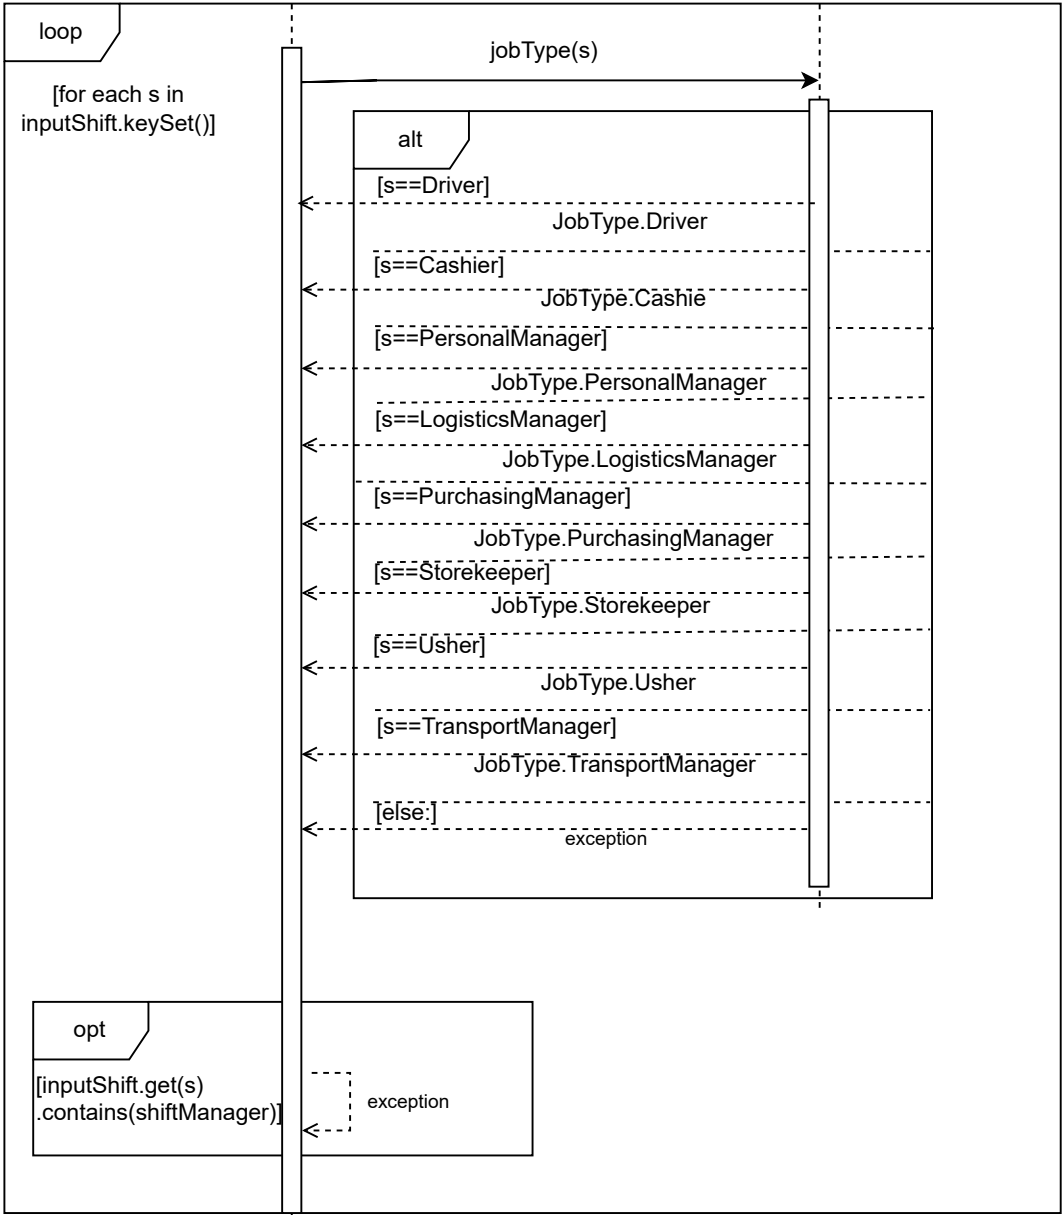 loop
jobType(s)
[for each s in
inputShift.keySet()]
alt
[s==Driver]
JobType.Driver
[s==Cashier]
JobType.Cashie
[s==PersonalManager]
JobType.PersonalManager
[s==LogisticsManager]
JobType.LogisticsManager
[s==PurchasingManager]
JobType.PurchasingManager
[s==Storekeeper]
JobType.Storekeeper
[s==Usher]
JobType.Usher
[s==TransportManager]
JobType.TransportManager
[else:]
exception
opt
[inputShift.get(s)
.contains(shiftManager)]
exception